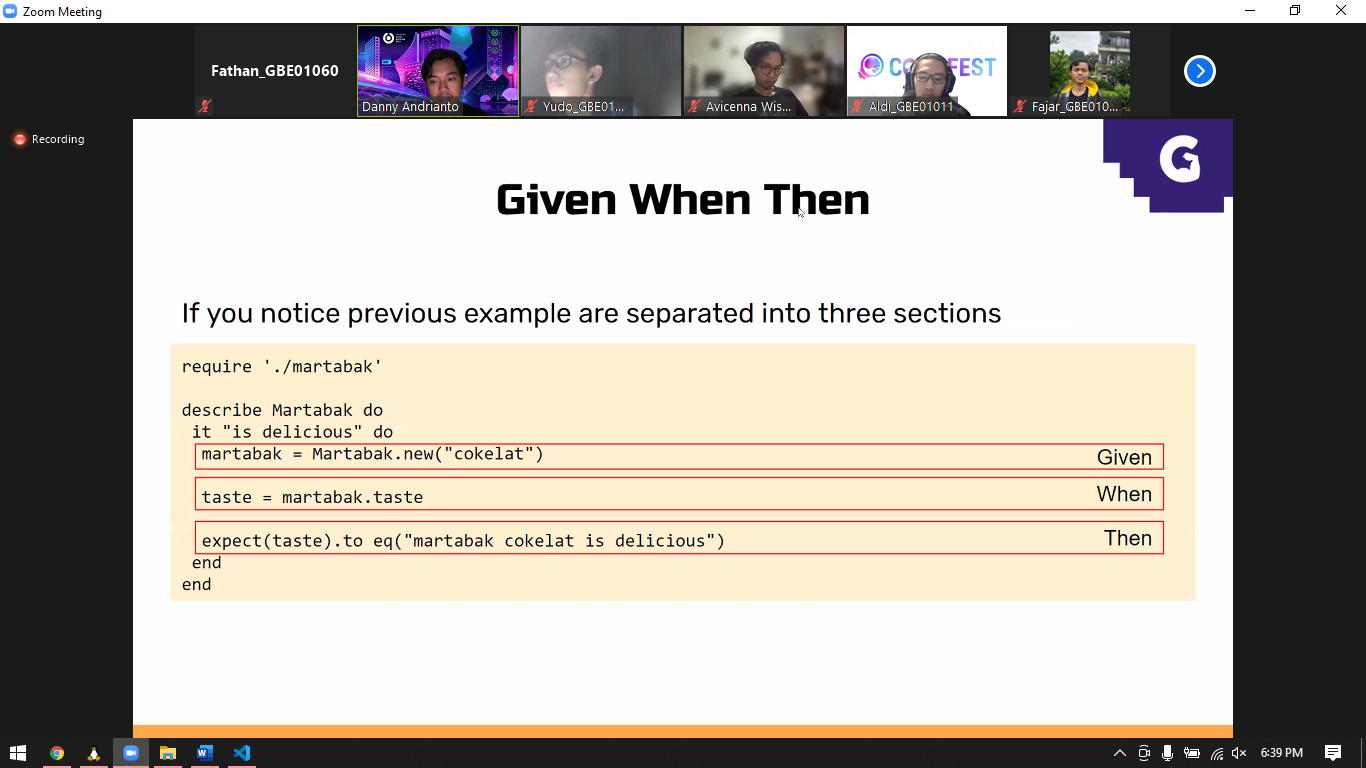 Zoom Meeting
Fathan_GBE01060
Danny Andrianto
Yudo_GBE01...
Avicenna Wis...
Aldi_GBE01011
Fajar_GBE010...
Recording
G
Given When Then
If you notice previous example are separated into three sections
require './martabak'
describe Martabak do
it "is delicious" do
martabak = Martabak.new("cokelat") Given
taste = martabak.taste When
expect(taste).to eq("martabak cokelat is delicious") Then
end
end
6:39 PM